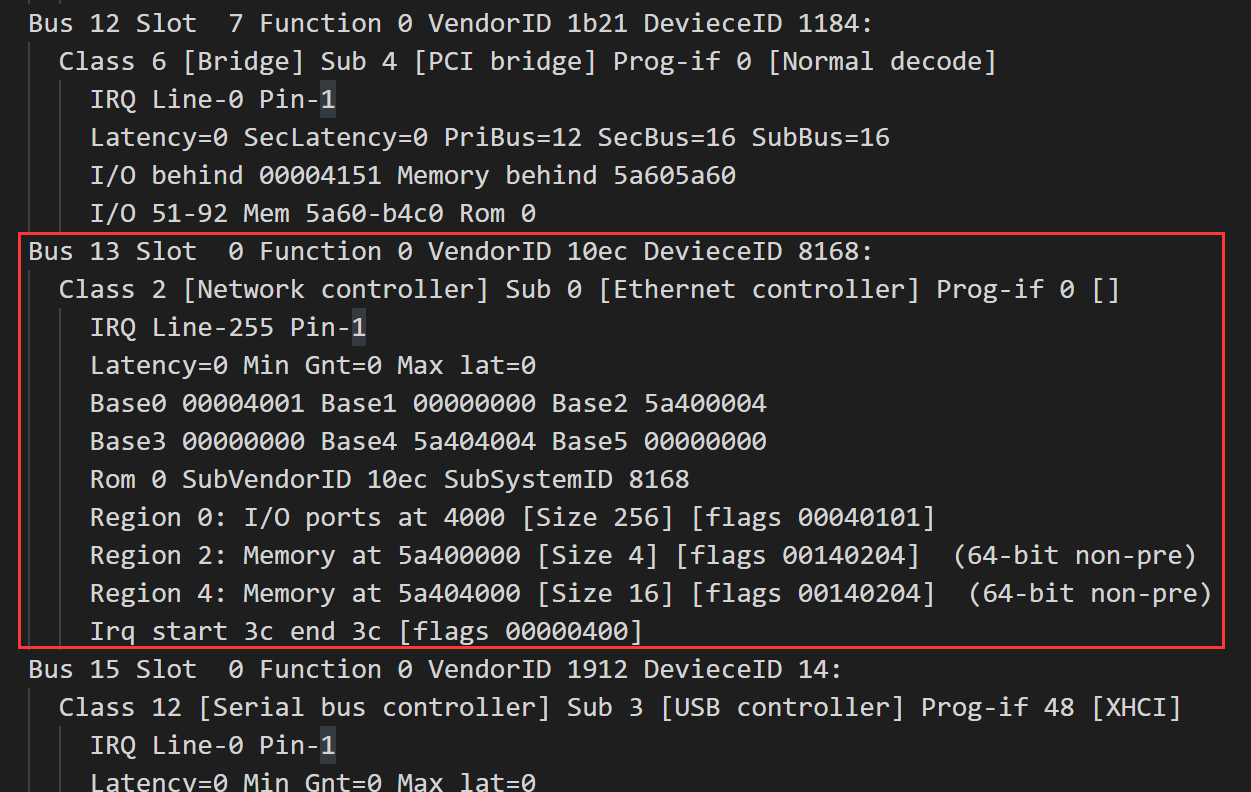 Bus 12 Slot  7 Function 0 VendorID 1b21 DevieceID 1184:
  Class 6 [Bridge] Sub 4 [PCI bridge] Prog-if 0 [Normal decode]
    IRQ Line-0 Pin-1
    Latency=0 SecLatency=0 PriBus=12 SecBus=16 SubBus=16
    I/O behind 00004151 Memory behind 5a605a60
    I/O 51-92 Mem 5a60-b4c0 Rom 0
Bus 13 Slot  0 Function 0 VendorID 10ec DevieceID 8168:
  Class 2 [Network controller] Sub 0 [Ethernet controller] Prog-if 0 []
    IRQ Line-255 Pin-1
    Latency=0 Min Gnt=0 Max lat=0
    Base0 00004001 Base1 00000000 Base2 5a400004
    Base3 00000000 Base4 5a404004 Base5 00000000
    Rom 0 SubVendorID 10ec SubSystemID 8168
    Region 0: I/O ports at 4000 [Size 256] [flags 00040101]
    Region 2: Memory at 5a400000 [Size 4] [flags 00140204]  (64-bit non-pre)
    Region 4: Memory at 5a404000 [Size 16] [flags 00140204]  (64-bit non-pre)
    Irq start 3c end 3c [flags 00000400]
Bus 15 Slot  0 Function 0 VendorID 1912 DevieceID 14:
  Class 12 [Serial bus controller] Sub 3 [USB controller] Prog-if 48 [XHCI]
    IRQ Line-0 Pin-1
    Latency=0 Min Gnt=0 Max lat=0